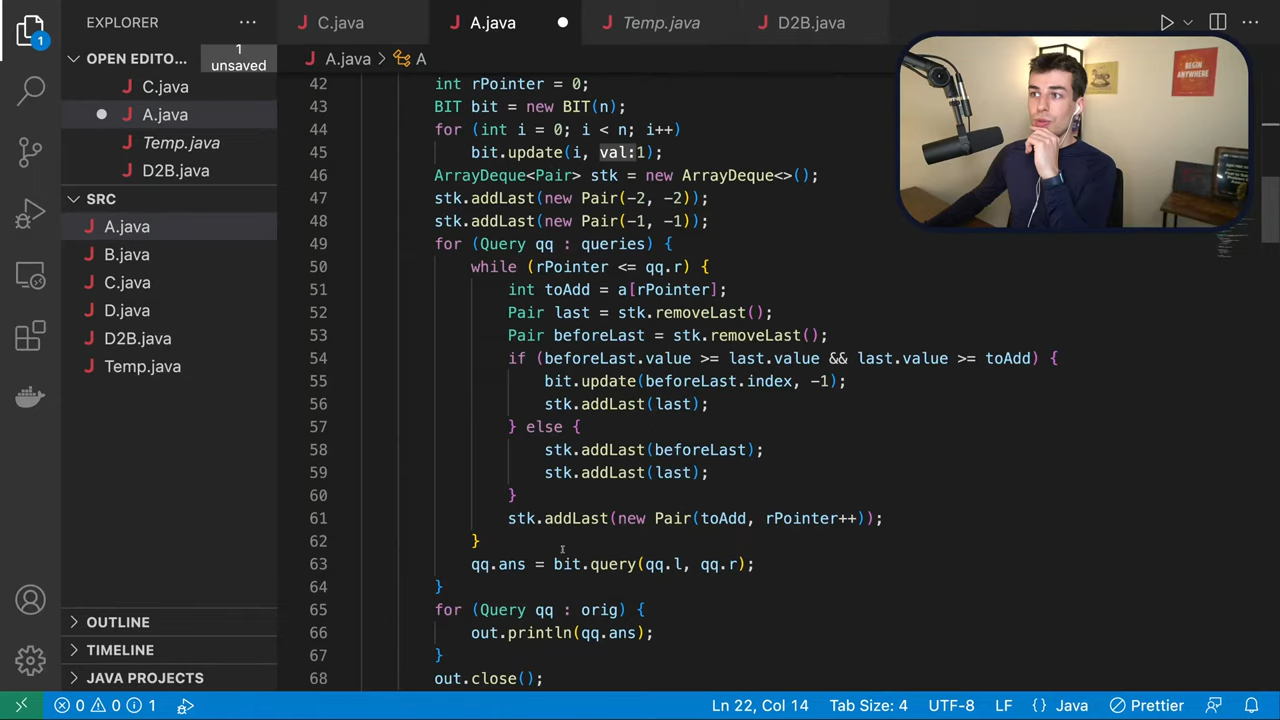 EXPLORER
1
OPEN EDITO...
1
unsaved
C.java
A.java
Temp.java
D2B.java
SRC
A.java
B.java
C.java
D.java
D2B.java
Temp.java
OUTLINE
TIMELINE
JAVA PROJECTS
C.java
A.java
Temp.java
D2B.java
A.java > A
42 int rPointer = 0;
43 BIT bit = new BIT(n);
44 for (int i = 0; i < n; i++)
45 bit.update(i, val:1);
46 ArrayDeque<Pair> stk = new ArrayDeque<>();
47 stk.addLast(new Pair(-2, -2));
48 stk.addLast(new Pair(-1, -1));
49 for (Query qq : queries) {
50 while (rPointer <= qq.r) {
51 int toAdd = a[rPointer];
52 Pair last = stk.removeLast();
53 Pair beforeLast = stk.removeLast();
54 if (beforeLast.value >= last.value && last.value >= toAdd) {
55 bit.update(beforeLast.index, -1);
56 stk.addLast(last);
57 } else {
58 stk.addLast(beforeLast);
59 stk.addLast(last);
60 }
61 stk.addLast(new Pair(toAdd, rPointer++));
62 }
63 qq.ans = bit.query(qq.l, qq.r);
64 }
65 for (Query qq : orig) {
66 out.println(qq.ans);
67 }
68 out.close();
BEGIN
ANYWHERE
0 0 1
Ln 22, Col 14
Tab Size: 4
UTF-8
LF
{} Java
Prettier